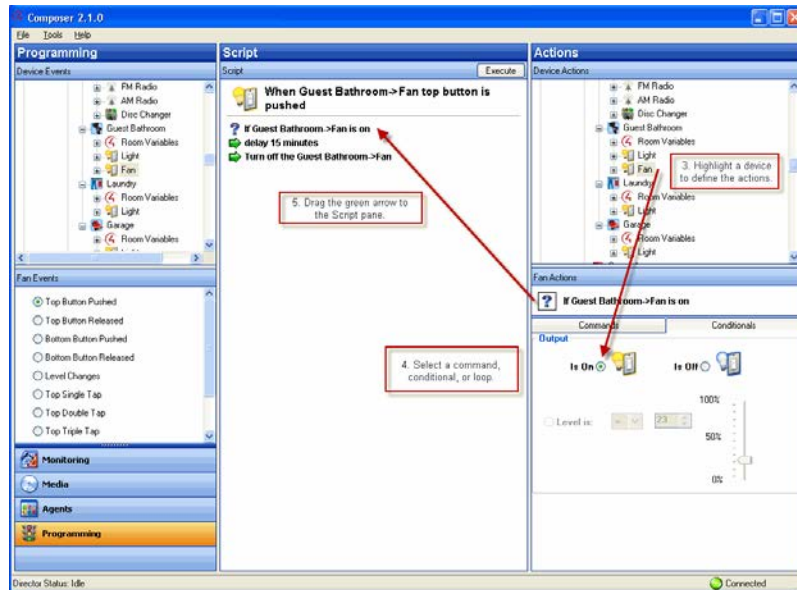 Composer 2.1.0
File Tools Help
Programming
Device Events
FM Radio
AM Radio
Disc Changer
Guest Bathroom
Room Variables
Light
Fan
Laundry
Room Variables
Light
Garage
Room Variables
Fan Events
Top Button Pushed
Top Button Released
Bottom Button Pushed
Bottom Button Released
Level Changes
Top Single Tap
Top Double Tap
Top Triple Tap
Monitoring
Media
Agents
Programming
Script
Script Execute
When Guest Bathroom->Fan top button is
pushed
If Guest Bathroom->Fan is on
delay 15 minutes
Turn off the Guest Bathroom->Fan
5. Drag the green arrow to
the Script pane.
4. Select a command,
conditional, or loop.
Actions
Device Actions
FM Radio
AM Radio
Disc Changer
Guest Bathroom
Room Variables
Light
Fan
3. Highlight a device
to define the actions.
Laundry
Room Variables
Light
Garage
Room Variables
Fan Actions
If Guest Bathroom->Fan is on
Commands Conditionals
Output
Is On Is Off
100%
Level is: 23
50%
0%
Director Status: Idle
Connected